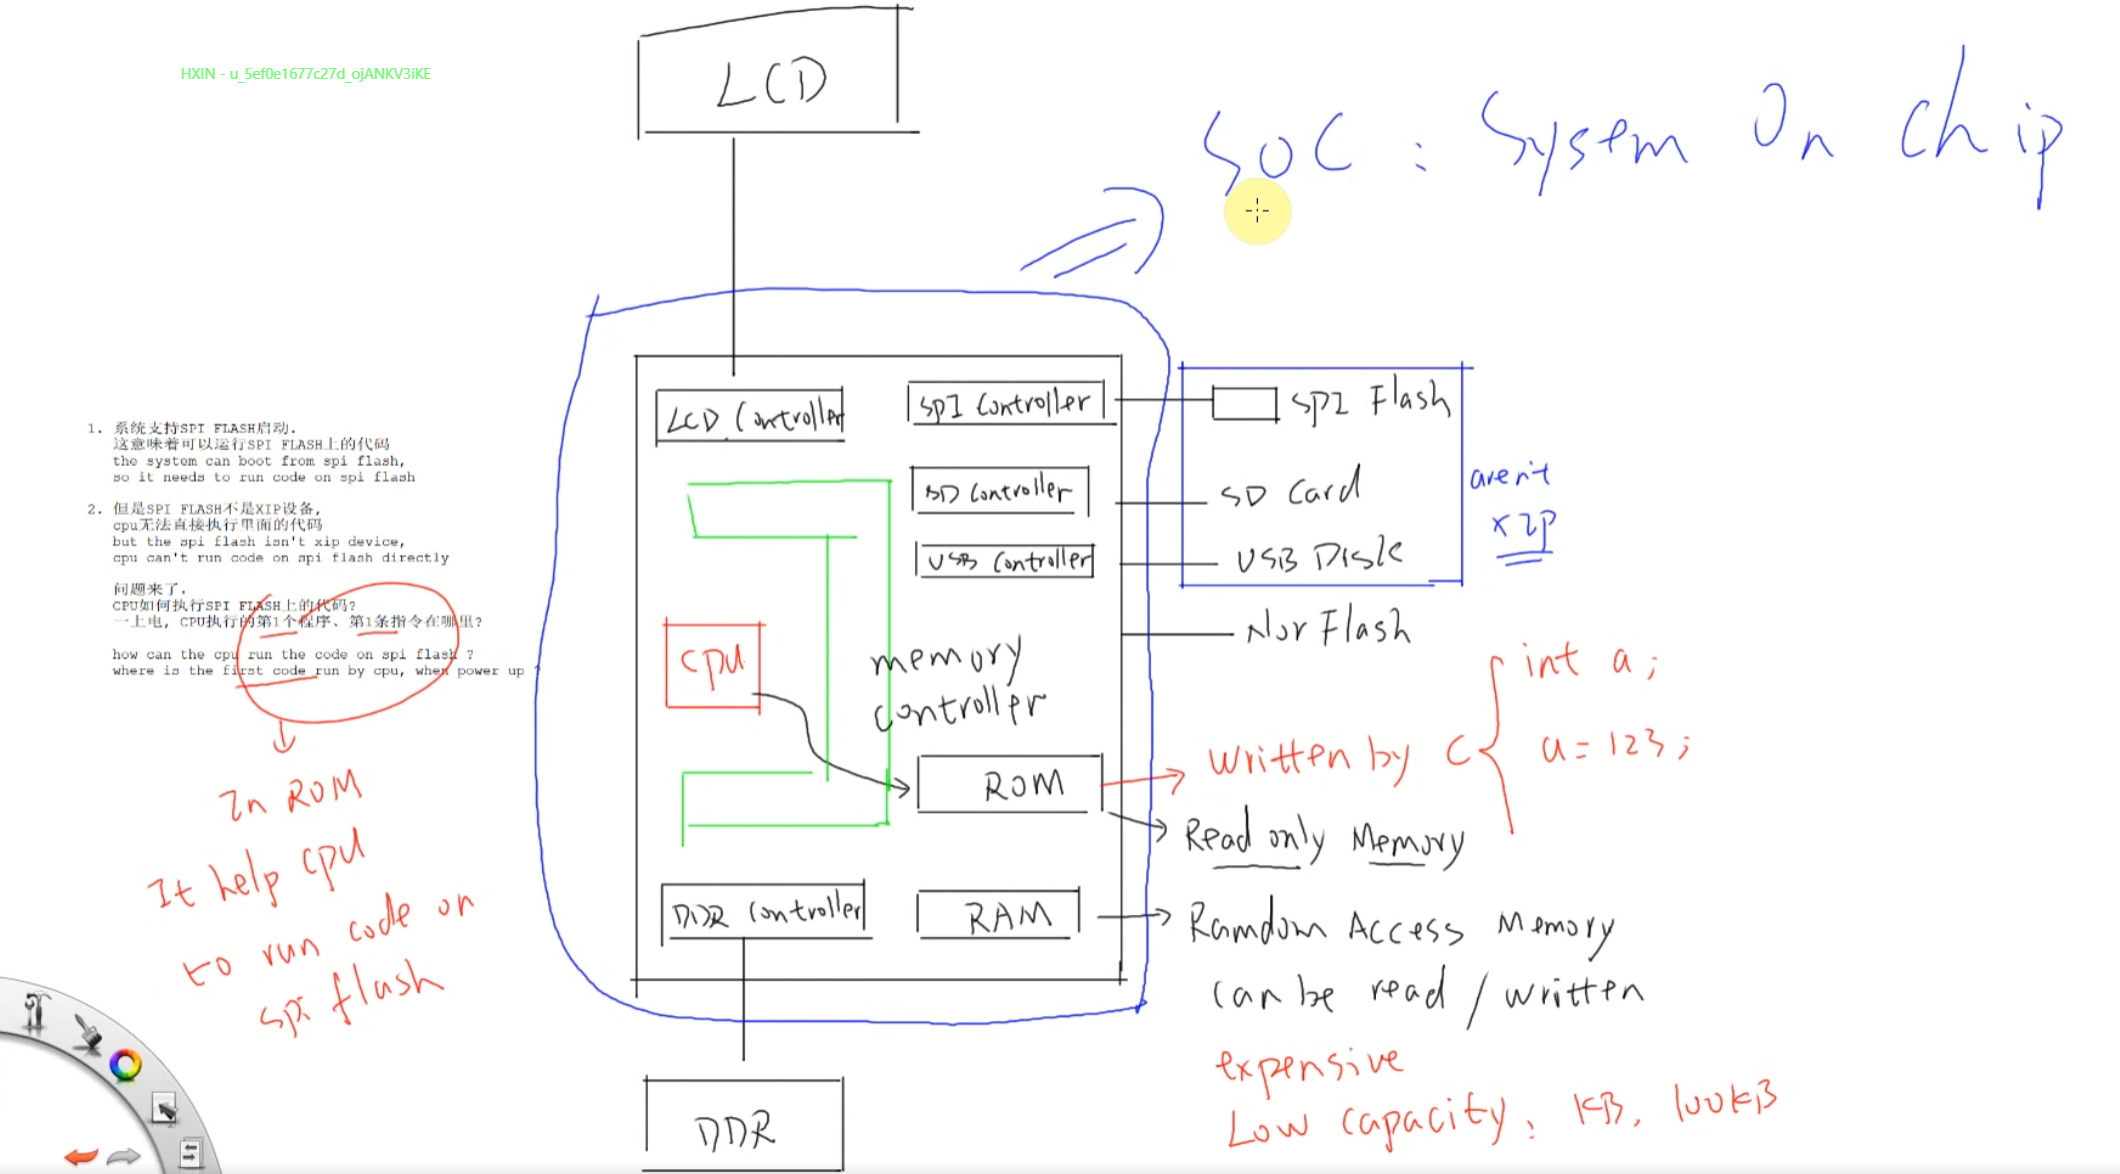 HXIN - u_5ef0e1677c27d_ojANKV3iKE
LCD
SOC : System On Chip
LCD Controller
SPI Controller
SPI Flash
SD Controller
SD Card
USB Controller
USB Disk
aren't
XIP
Nor Flash
1. 系统支持SPI FLASH启动.
这意味着可以运行SPI FLASH上的代码
the system can boot from spi flash,
so it needs to run code on spi flash
2. 但是SPI FLASH不是XIP设备,
cpu无法直接执行里面的代码
but the spi flash isn't xip device,
cpu can't run code on spi flash directly
问题来了,
CPU如何执行SPI FLASH上的代码?
一上电, CPU执行的第1个程序、第1条指令在哪里?
how can the cpu run the code on spi flash ?
where is the first code run by cpu, when power up ?
In ROM
It help cpu
to run code on
spi flash
cpu
memory
controller
ROM
written by C
int a;
a = 123;
Read only Memory
DDR Controller
RAM
Ramdom Access Memory
can be read / written
expensive
Low capacity: KB, 100KB
DDR